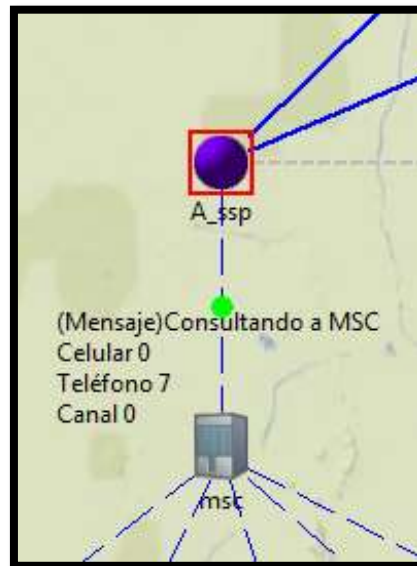 A_ssp
(Mensaje)Consultando a MSC
Celular 0
Teléfono 7
Canal 0
msc